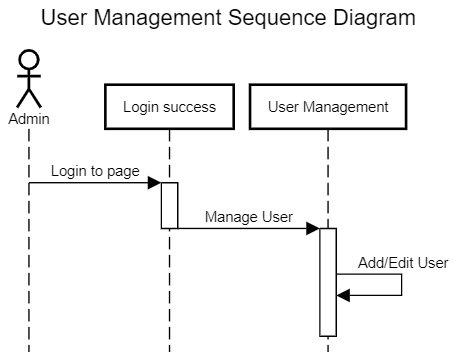 User Management Sequence Diagram
Admin
Login success
User Management
Login to page
Manage User
Add/Edit User